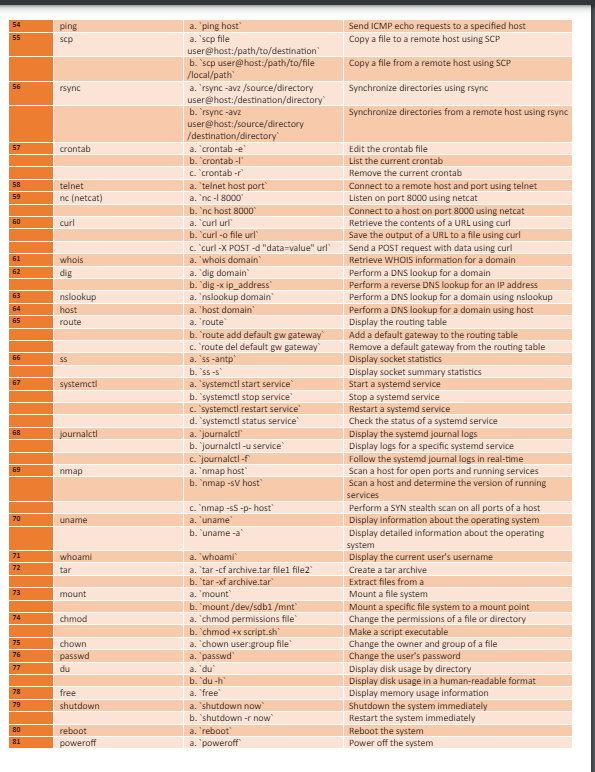 54 ping a. `ping host` Send ICMP echo requests to a specified host
55 scp a. `scp file Copy a file to a remote host using SCP
user@host:/path/to/destination`
b. `scp user@host:/path/to/file Copy a file from a remote host using SCP
/local/path`
56 rsync a. `rsync -avz /source/directory Synchronize directories using rsync
user@host:/destination/directory`
b. `rsync -avz Synchronize directories from a remote host using rsync
user@host:/source/directory
/destination/directory`
57 crontab a. `crontab -e` Edit the crontab file
b. `crontab -l` List the current crontab
c. `crontab -r` Remove the current crontab
58 telnet a. `telnet host port` Connect to a remote host and port using telnet
59 nc (netcat) a. `nc -l 8000` Listen on port 8000 using netcat
b. `nc host 8000` Connect to a host on port 8000 using netcat
60 curl a. `curl url` Retrieve the contents of a URL using curl
b. `curl -o file url` Save the output of a URL to a file using curl
c. `curl -X POST -d "data=value" url` Send a POST request with data using curl
61 whois a. `whois domain` Retrieve WHOIS information for a domain
62 dig a. `dig domain` Perform a DNS lookup for a domain
b. `dig -x ip_address` Perform a reverse DNS lookup for an IP address
63 nslookup a. `nslookup domain` Perform a DNS lookup for a domain using nslookup
64 host a. `host domain` Perform a DNS lookup for a domain using host
65 route a. `route` Display the routing table
b. `route add default gw gateway` Add a default gateway to the routing table
c. `route del default gw gateway` Remove a default gateway from the routing table
66 ss a. `ss -antp` Display socket statistics
b. `ss -s` Display socket summary statistics
67 systemctl a. `systemctl start service` Start a systemd service
b. `systemctl stop service` Stop a systemd service
c. `systemctl restart service` Restart a systemd service
d. `systemctl status service` Check the status of a systemd service
68 journalctl a. `journalctl` Display the systemd journal logs
b. `journalctl -u service` Display logs for a specific systemd service
c. `journalctl -f` Follow the systemd journal logs in real-time
69 nmap a. `nmap host` Scan a host for open ports and running services
b. `nmap -sV host` Scan a host and determine the version of running
services
c. `nmap -sS -p- host` Perform a SYN stealth scan on all ports of a host
70 uname a. `uname` Display information about the operating system
b. `uname -a` Display detailed information about the operating
system
71 whoami a. `whoami` Display the current user's username
72 tar a. `tar -cf archive.tar file1 file2` Create a tar archive
b. `tar -xf archive.tar` Extract files from a
73 mount a. `mount` Mount a file system
b. `mount /dev/sdb1 /mnt` Mount a specific file system to a mount point
74 chmod a. `chmod permissions file` Change the permissions of a file or directory
b. `chmod +x script.sh` Make a script executable
75 chown a. `chown user:group file` Change the owner and group of a file
76 passwd a. `passwd` Change the user's password
77 du a. `du` Display disk usage by directory
b. `du -h` Display disk usage in a human-readable format
78 free a. `free` Display memory usage information
79 shutdown a. `shutdown now` Shutdown the system immediately
b. `shutdown -r now` Restart the system immediately
80 reboot a. `reboot` Reboot the system
81 poweroff a. `poweroff` Power off the system